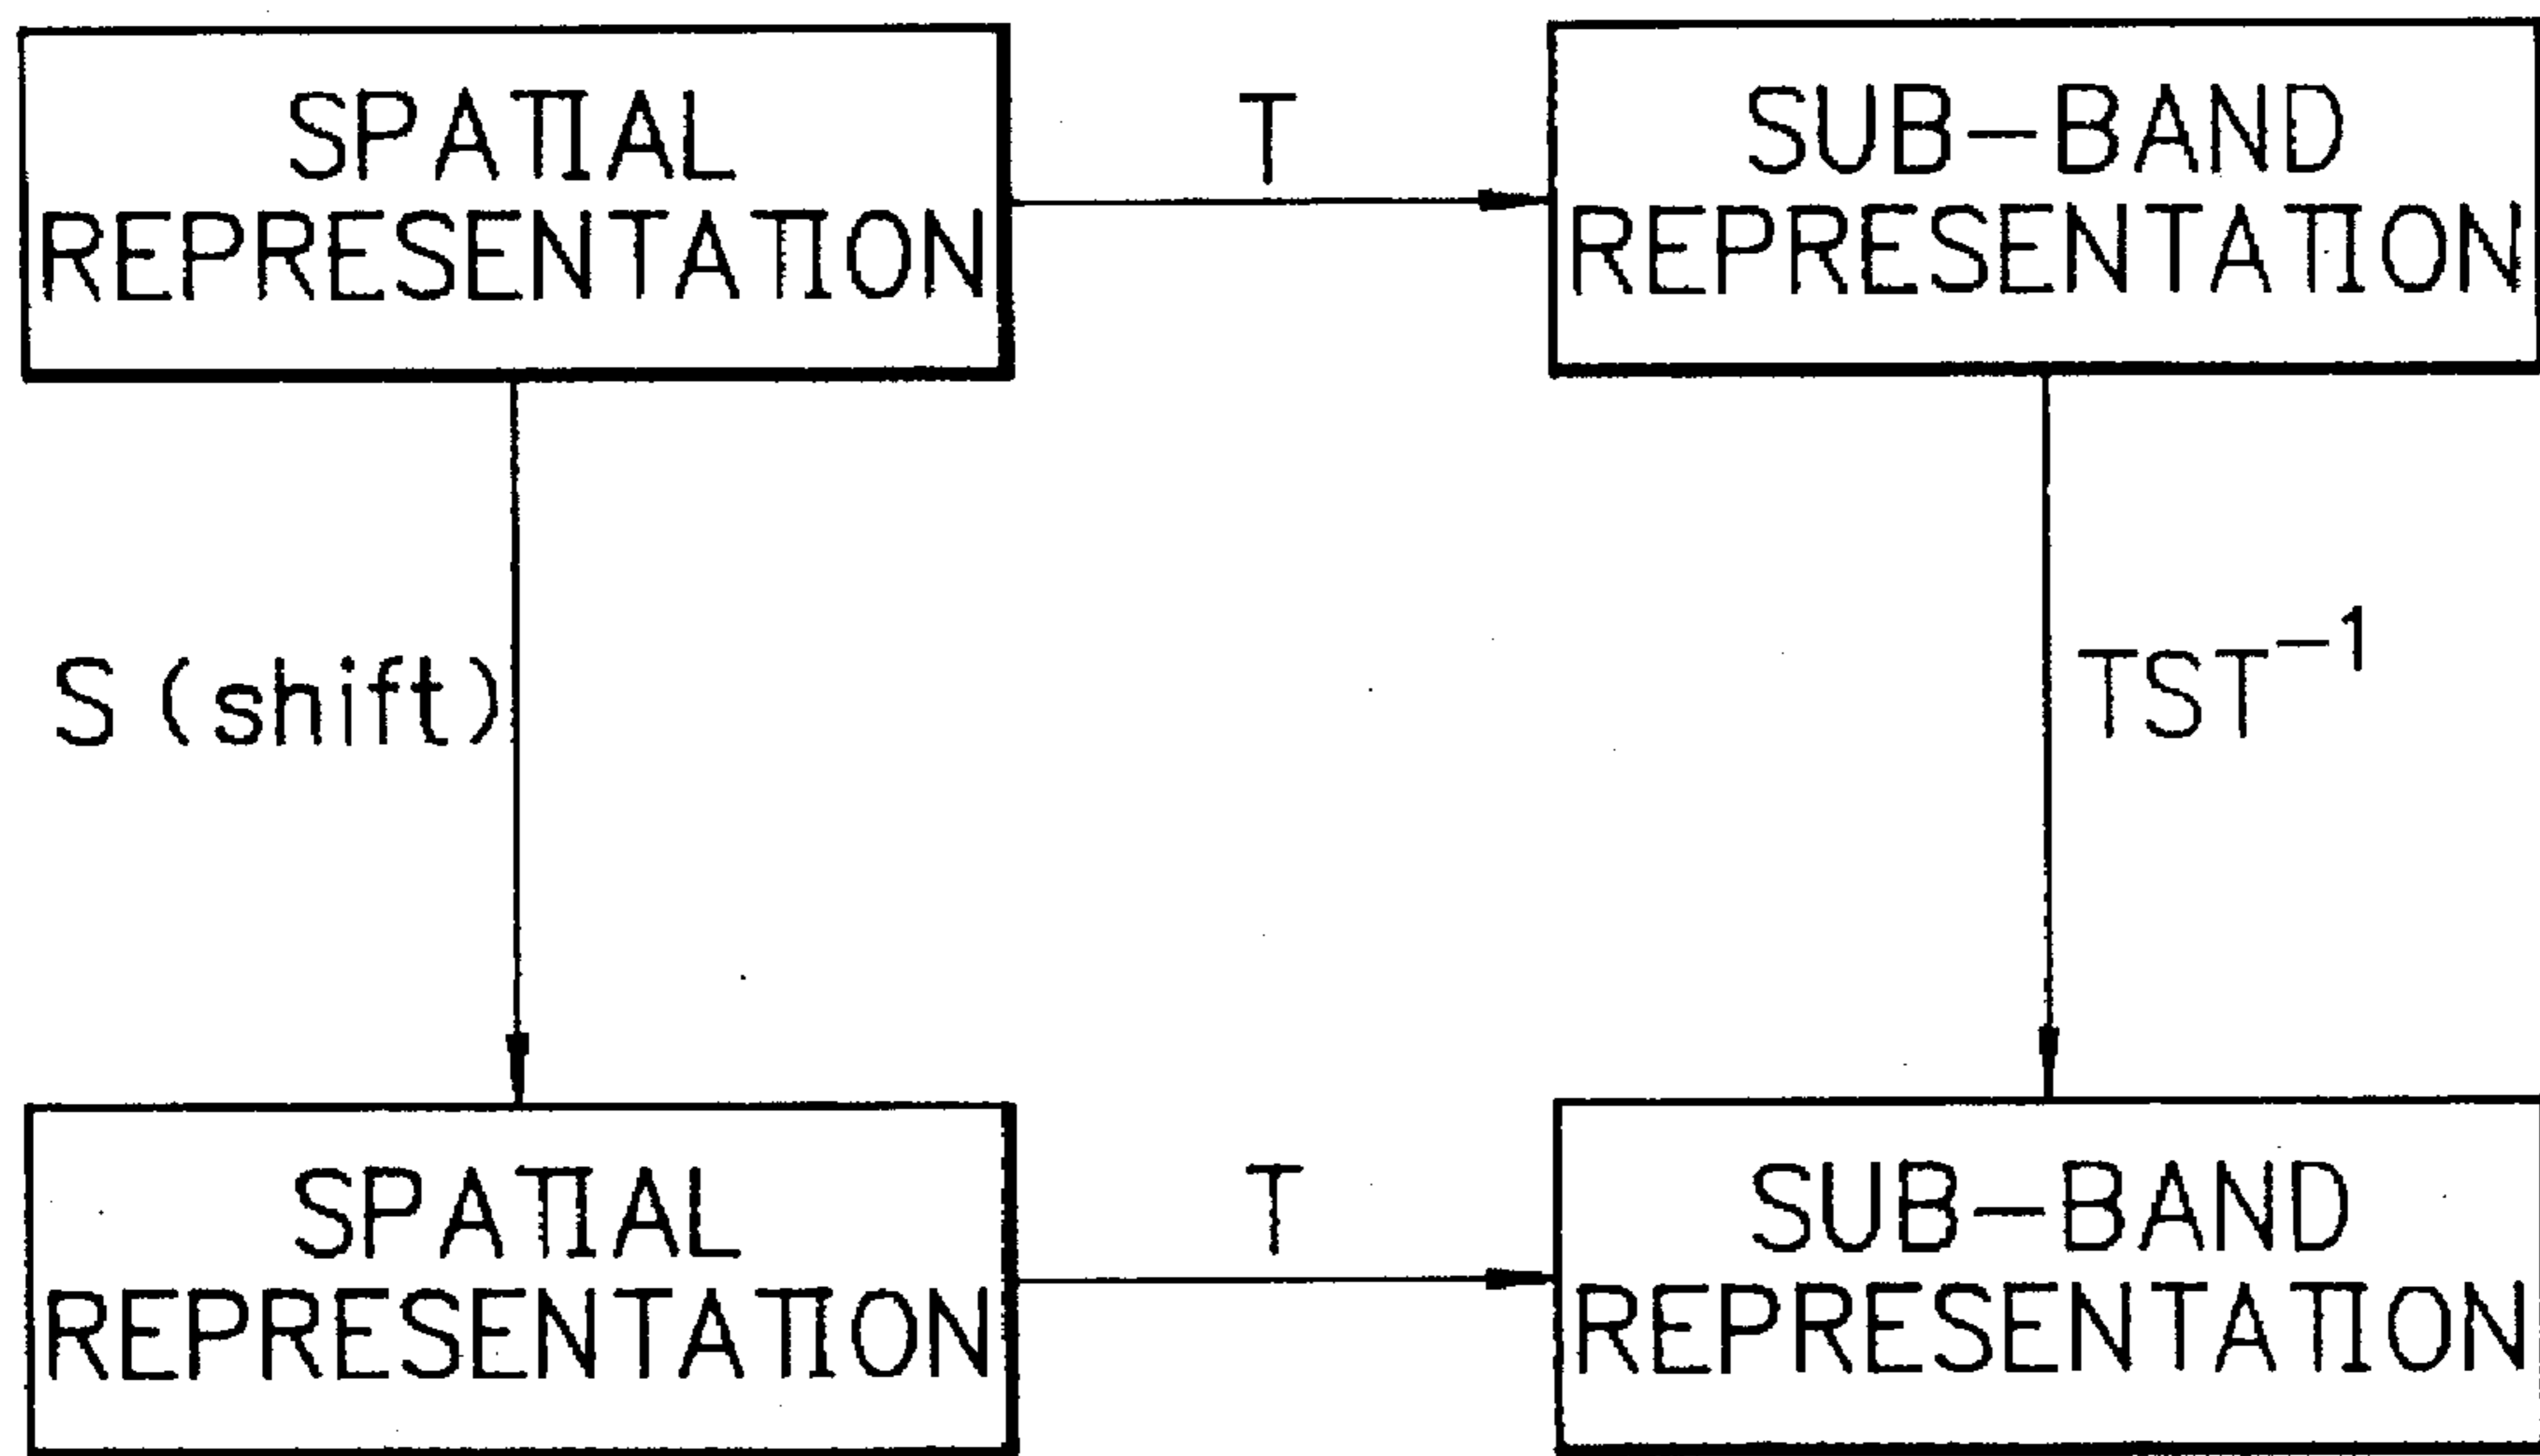 SPATIAL
REPRESENTATION
T
SUB-BAND
REPRESENTATION
S (shift)
TST⁻¹
SPATIAL
REPRESENTATION
T
SUB-BAND
REPRESENTATION